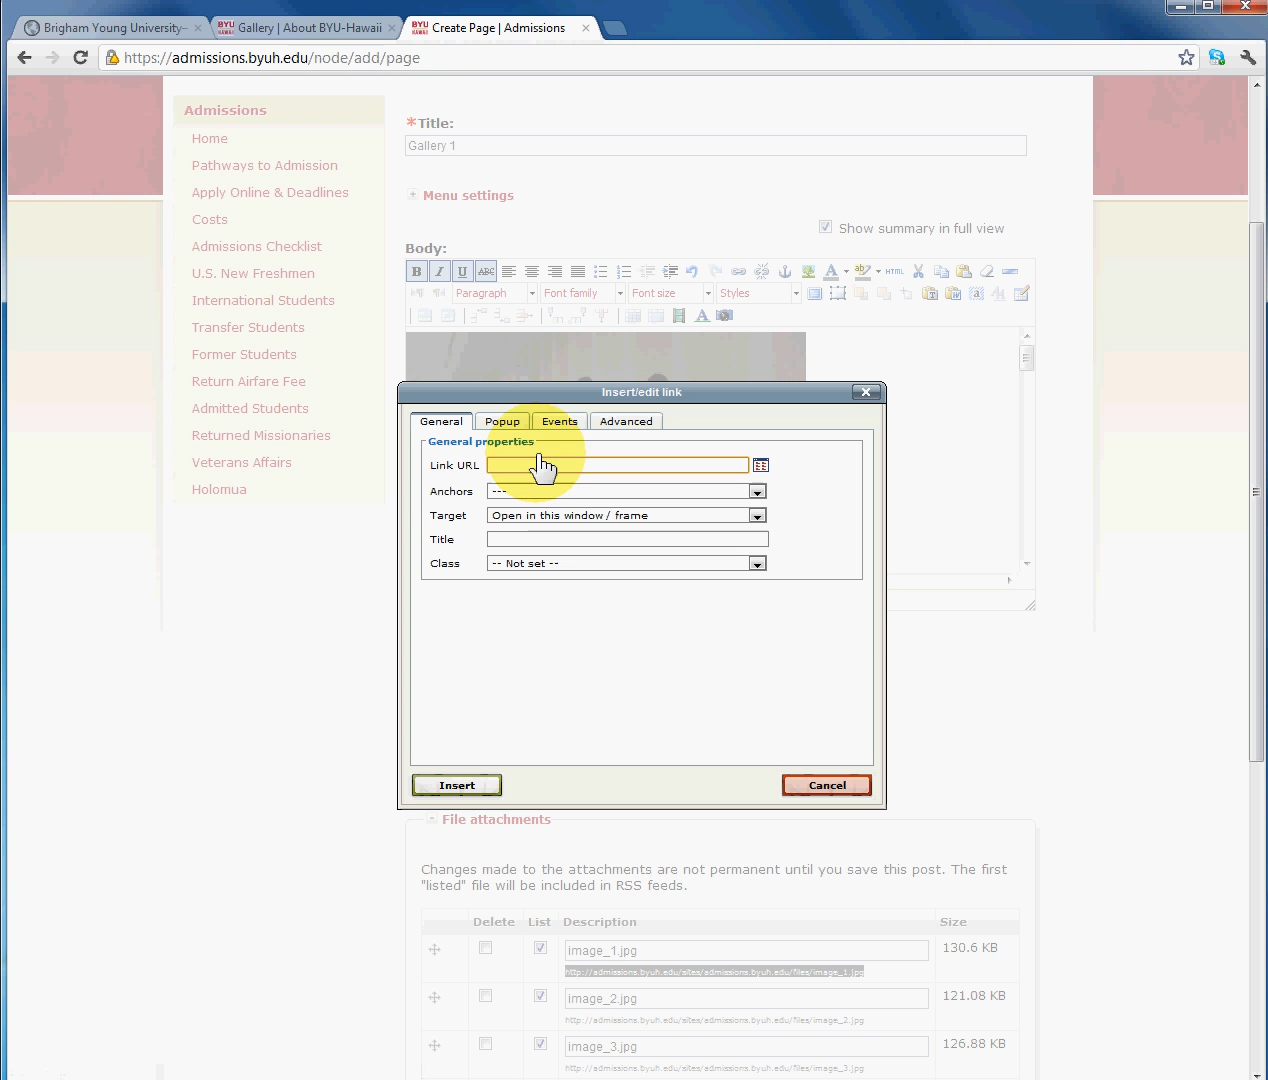 Brigham Young University–
BYU HAWAII Gallery | About BYU-Hawaii
BYU HAWAII Create Page | Admissions
https://admissions.byuh.edu/node/add/page
Admissions
Home
Pathways to Admission
Apply Online & Deadlines
Costs
Admissions Checklist
U.S. New Freshmen
International Students
Transfer Students
Former Students
Return Airfare Fee
Admitted Students
Returned Missionaries
Veterans Affairs
Holomua
*Title:
Gallery 1
Menu settings
Show summary in full view
Body:
B I U ABC A ab HTML
Paragraph Font family Font size Styles
Insert/edit link
General Popup Events Advanced
General properties
Link URL
Anchors ---
Target Open in this window / frame
Title
Class -- Not set --
Insert Cancel
File attachments
Changes made to the attachments are not permanent until you save this post. The first
"listed" file will be included in RSS feeds.
Delete List Description Size
image_1.jpg 130.6 KB
http://admissions.byuh.edu/sites/admissions.byuh.edu/files/image_1.jpg
image_2.jpg 121.08 KB
http://admissions.byuh.edu/sites/admissions.byuh.edu/files/image_2.jpg
image_3.jpg 126.88 KB
http://admissions.byuh.edu/sites/admissions.byuh.edu/files/image_3.jpg